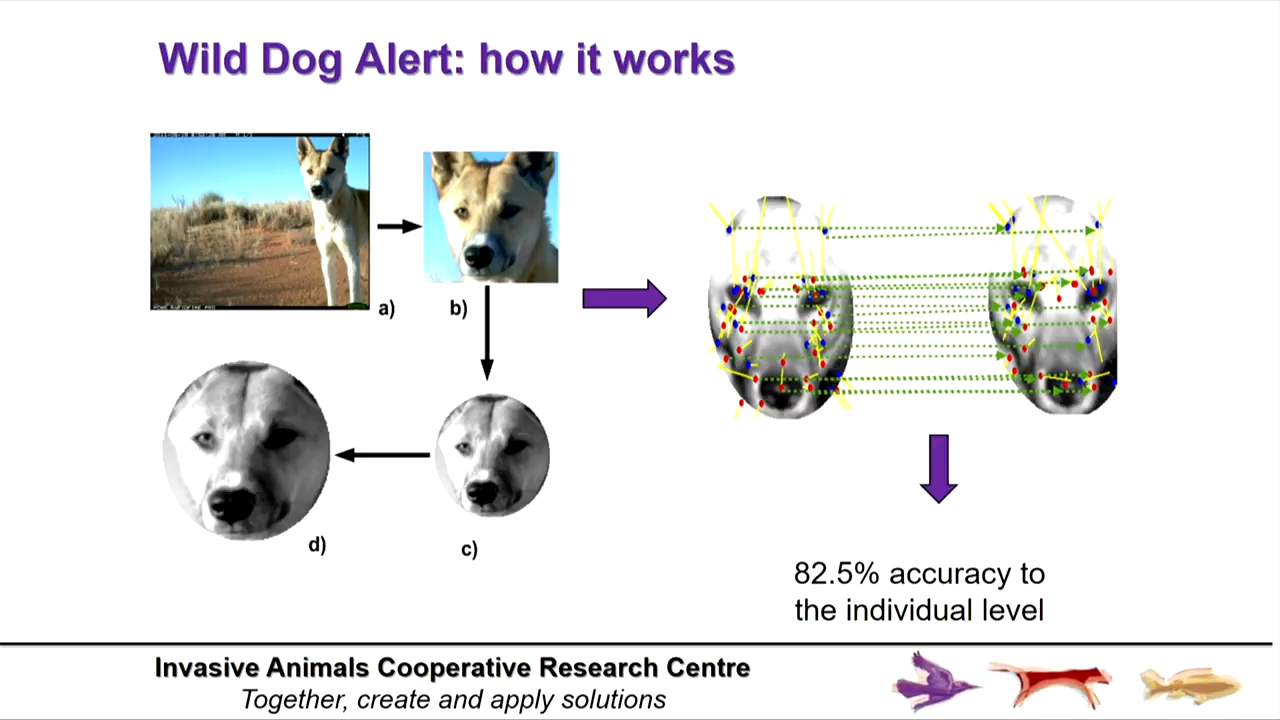 Wild Dog Alert: how it works
a)
b)
d)
c)
82.5% accuracy to
the individual level
Invasive Animals Cooperative Research Centre
Together, create and apply solutions